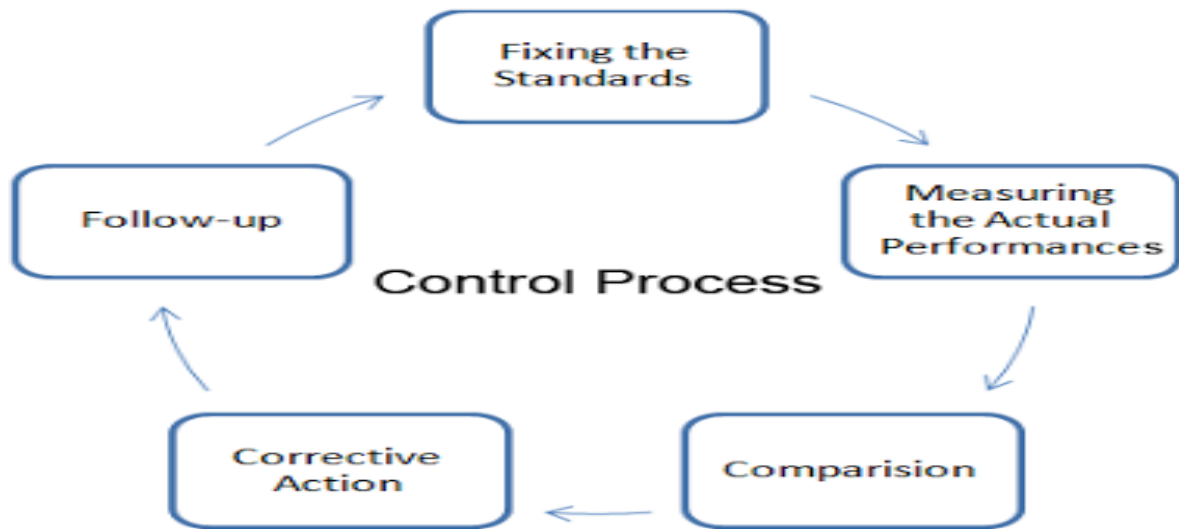 Fixing the
Standards
Measuring
the Actual
Performances
Comparision
Corrective
Action
Follow-up
Control Process